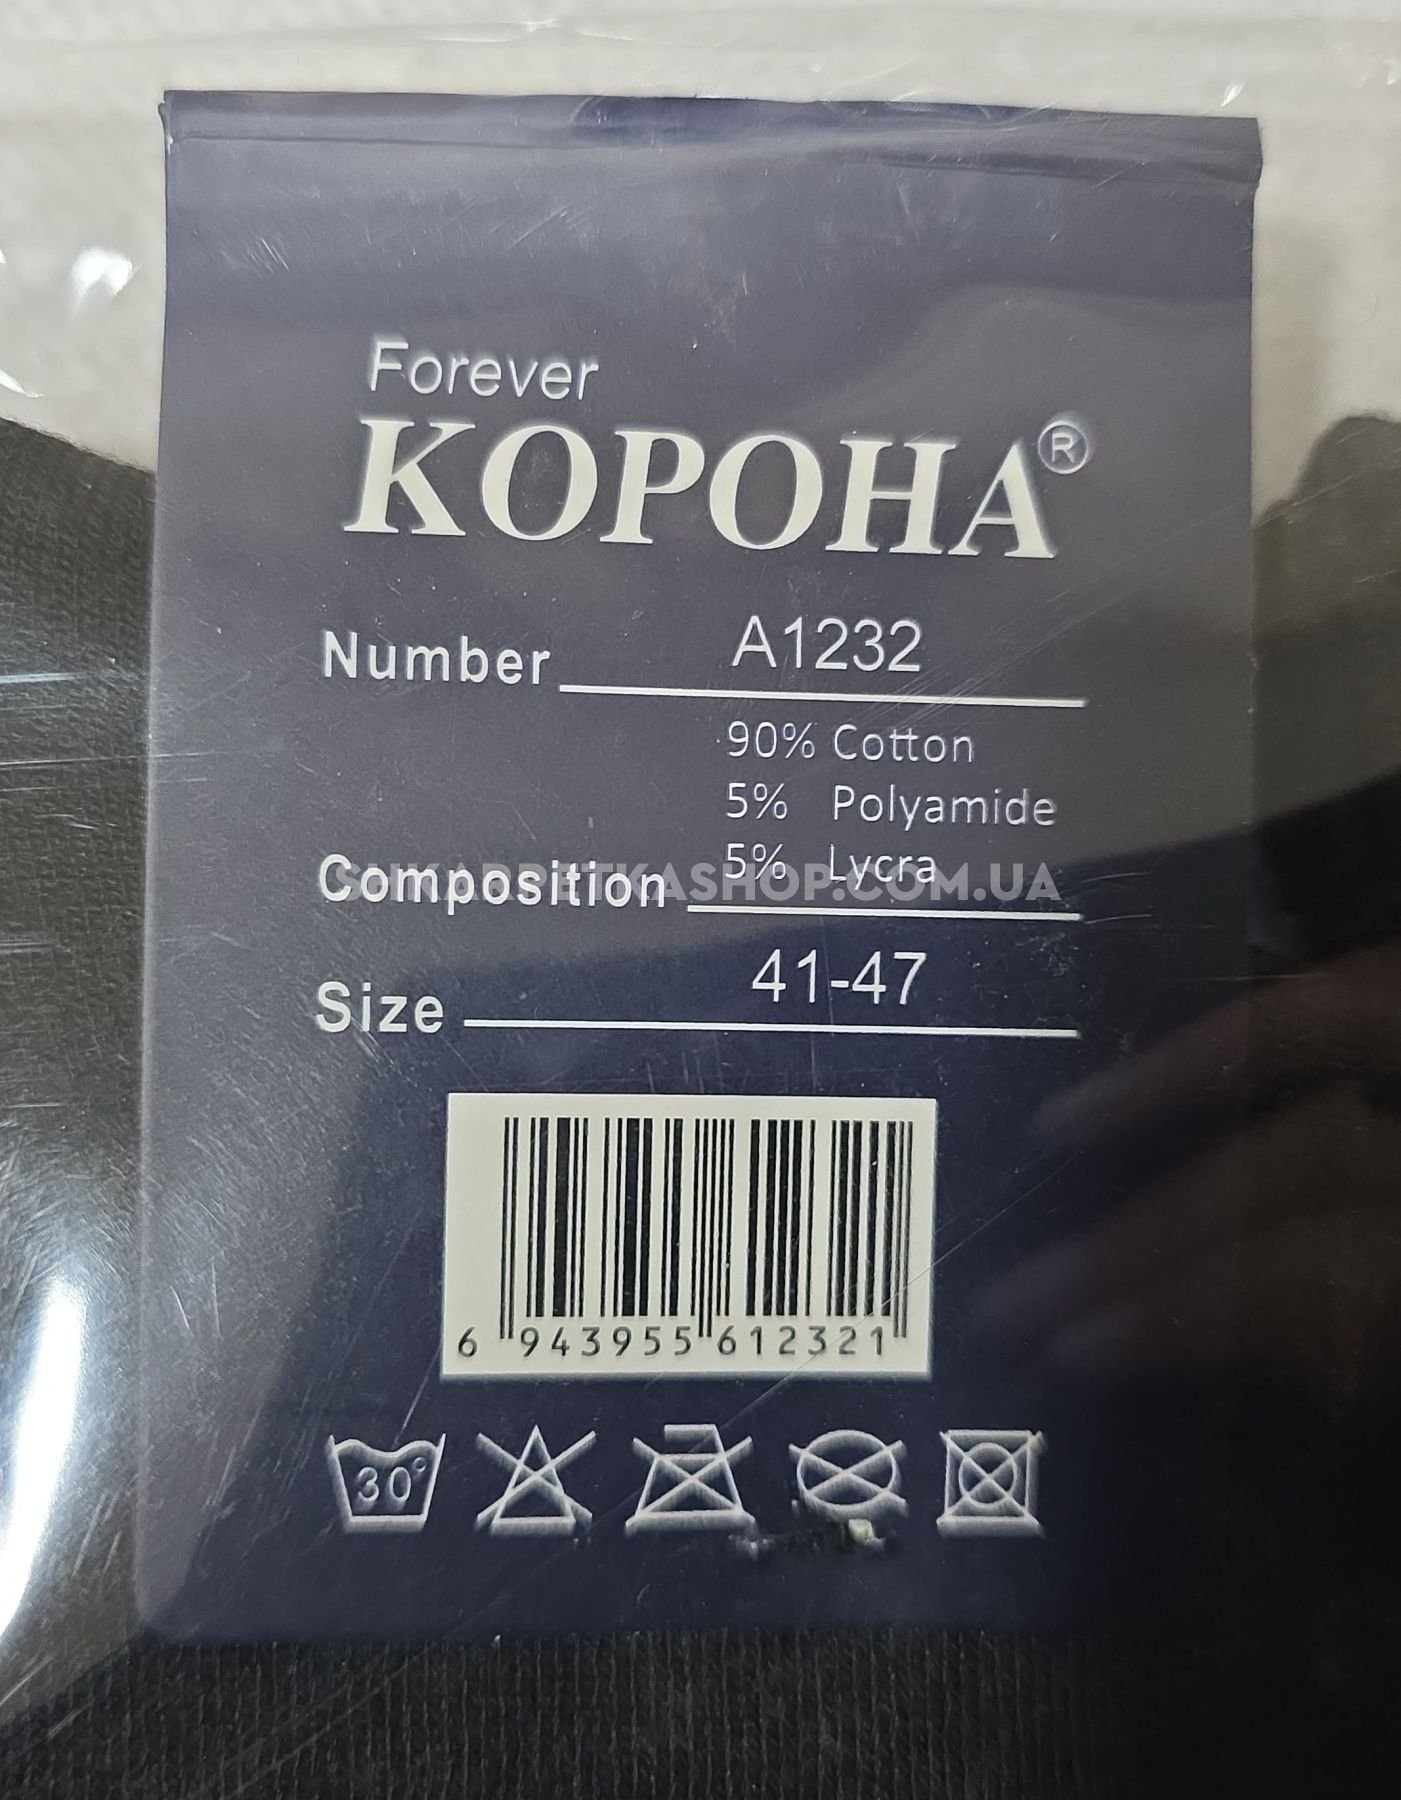 Forever
КОРОНА®
Number A1232
90% Cotton
5% Polyamide
5% Lycra
Composition
SHKARPETKASHOP.COM.UA
Size 41-47
6 943955 612321
30°